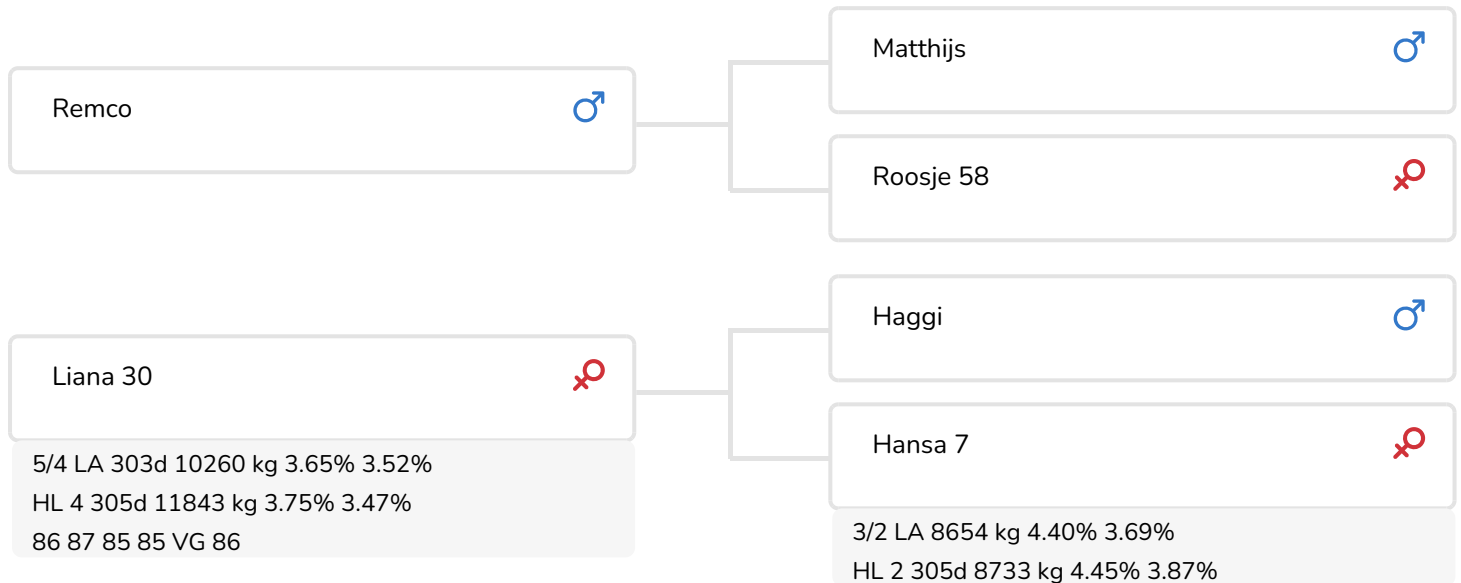 Matthijs
Remco
Roosje 58
Haggi
Liana 30
Hansa 7
5/4 LA 303d 10260 kg 3.65% 3.52%
HL 4 305d 11843 kg 3.75% 3.47%
86 87 85 85 VG 86
3/2 LA 8654 kg 4.40% 3.69%
HL 2 305d 8733 kg 4.45% 3.87%